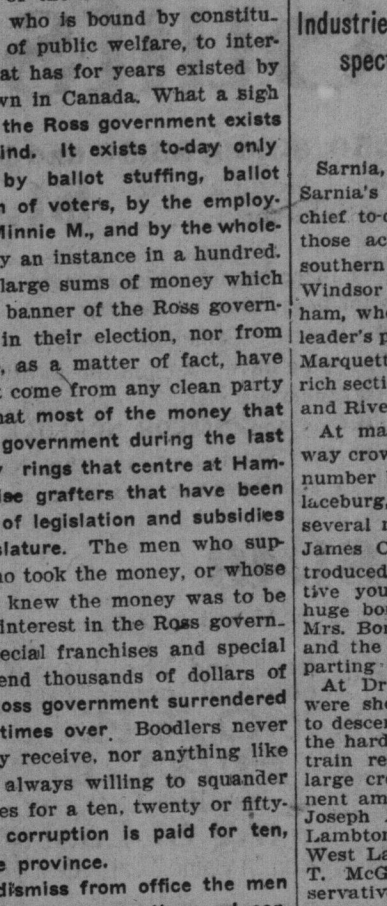 who is bound by constitu-
of public welfare, to inter-
at has for years existed by
wn in Canada. What a sigh
the Ross government exists
ind. It exists to-day only
by ballot stuffing, ballot
n of voters, by the employ-
Minnie M., and by the whole-
y an instance in a hundred.
large sums of money which
banner of the Ross govern-
in their election, nor from
, as a matter of fact, have
t come from any clean party
hat most of the money that
government during the last
y rings that centre at Ham-
ise grafters that have been
of legislation and subsidies
slature. The men who sup-
ho took the money, or whose
knew the money was to be
interest in the Ross govern-
ecial franchises and special
end thousands of dollars of
oss government surrendered
times over. Boodlers never
y receive, nor anything like
always willing to squander
es for a ten, twenty or fifty-
corruption is paid for ten,
e province.
dismiss from office the men
Industrie
spec
Sarnia,
Sarnia's
chief to-
those ac
southern
Windsor
ham, wh
leader's p
Marquett
rich secti
and Rive
At ma
way crow
number
laceburg,
several
James C
troduced
tive you
huge bo
Mrs. Bo
and the
parting
At Dr
were sho
to descen
the hard
train re
large cr
nent am
Joseph
Lambton
West La
T. McG
servativ